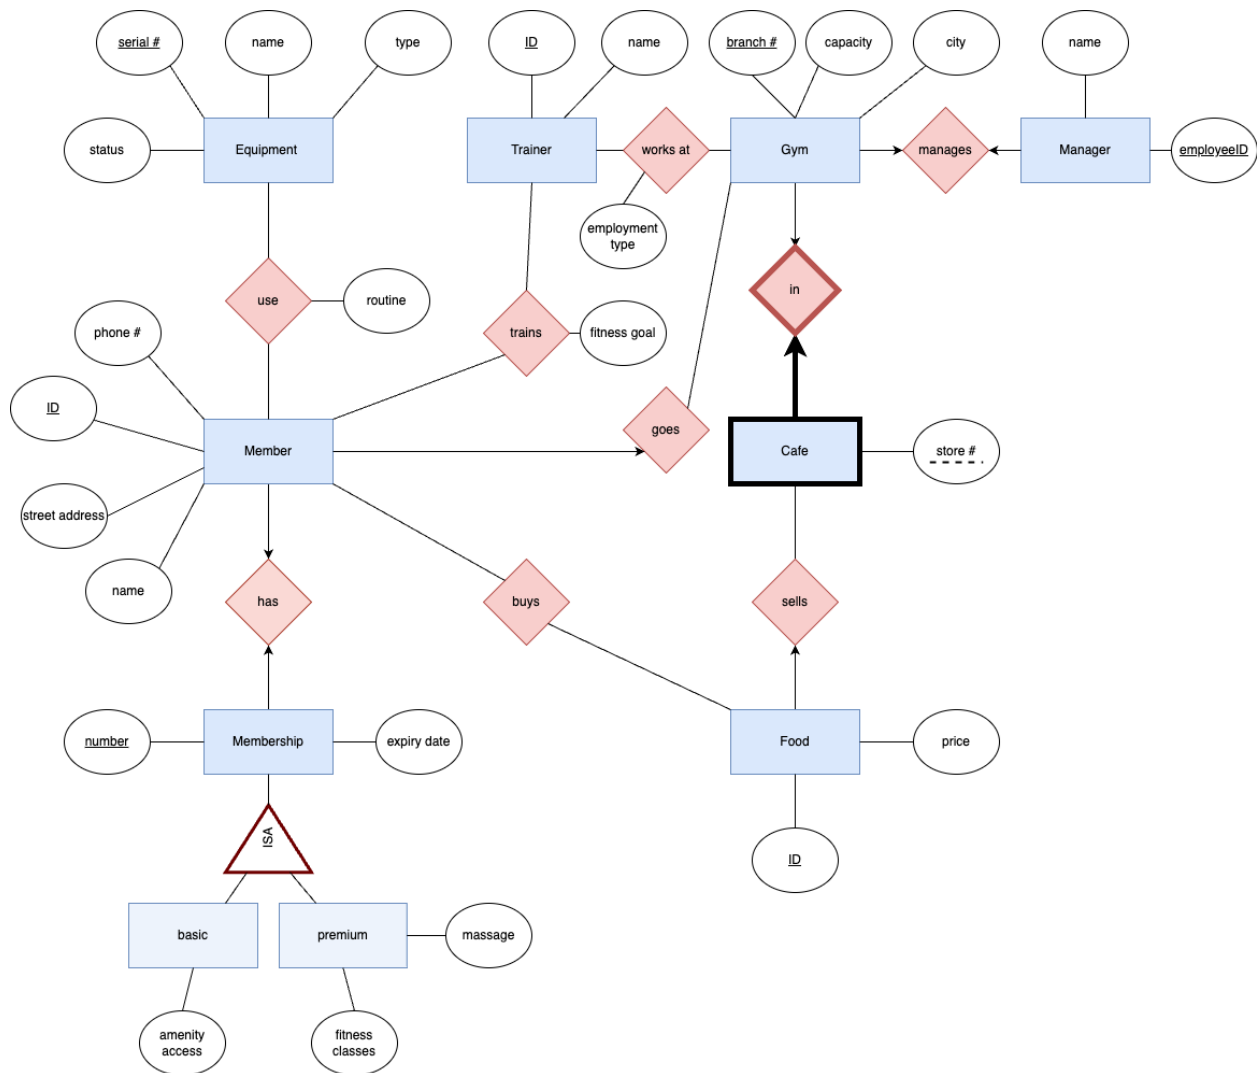 serial #
name
type
ID
name
branch #
capacity
city
name
status
Equipment
Trainer
works at
Gym
manages
Manager
employeeID
employment
type
use
routine
in
phone #
trains
fitness goal
ID
goes
Member
Cafe
store #
street address
name
has
buys
sells
number
Membership
expiry date
Food
price
ISA
ID
basic
premium
massage
amenity
access
fitness
classes